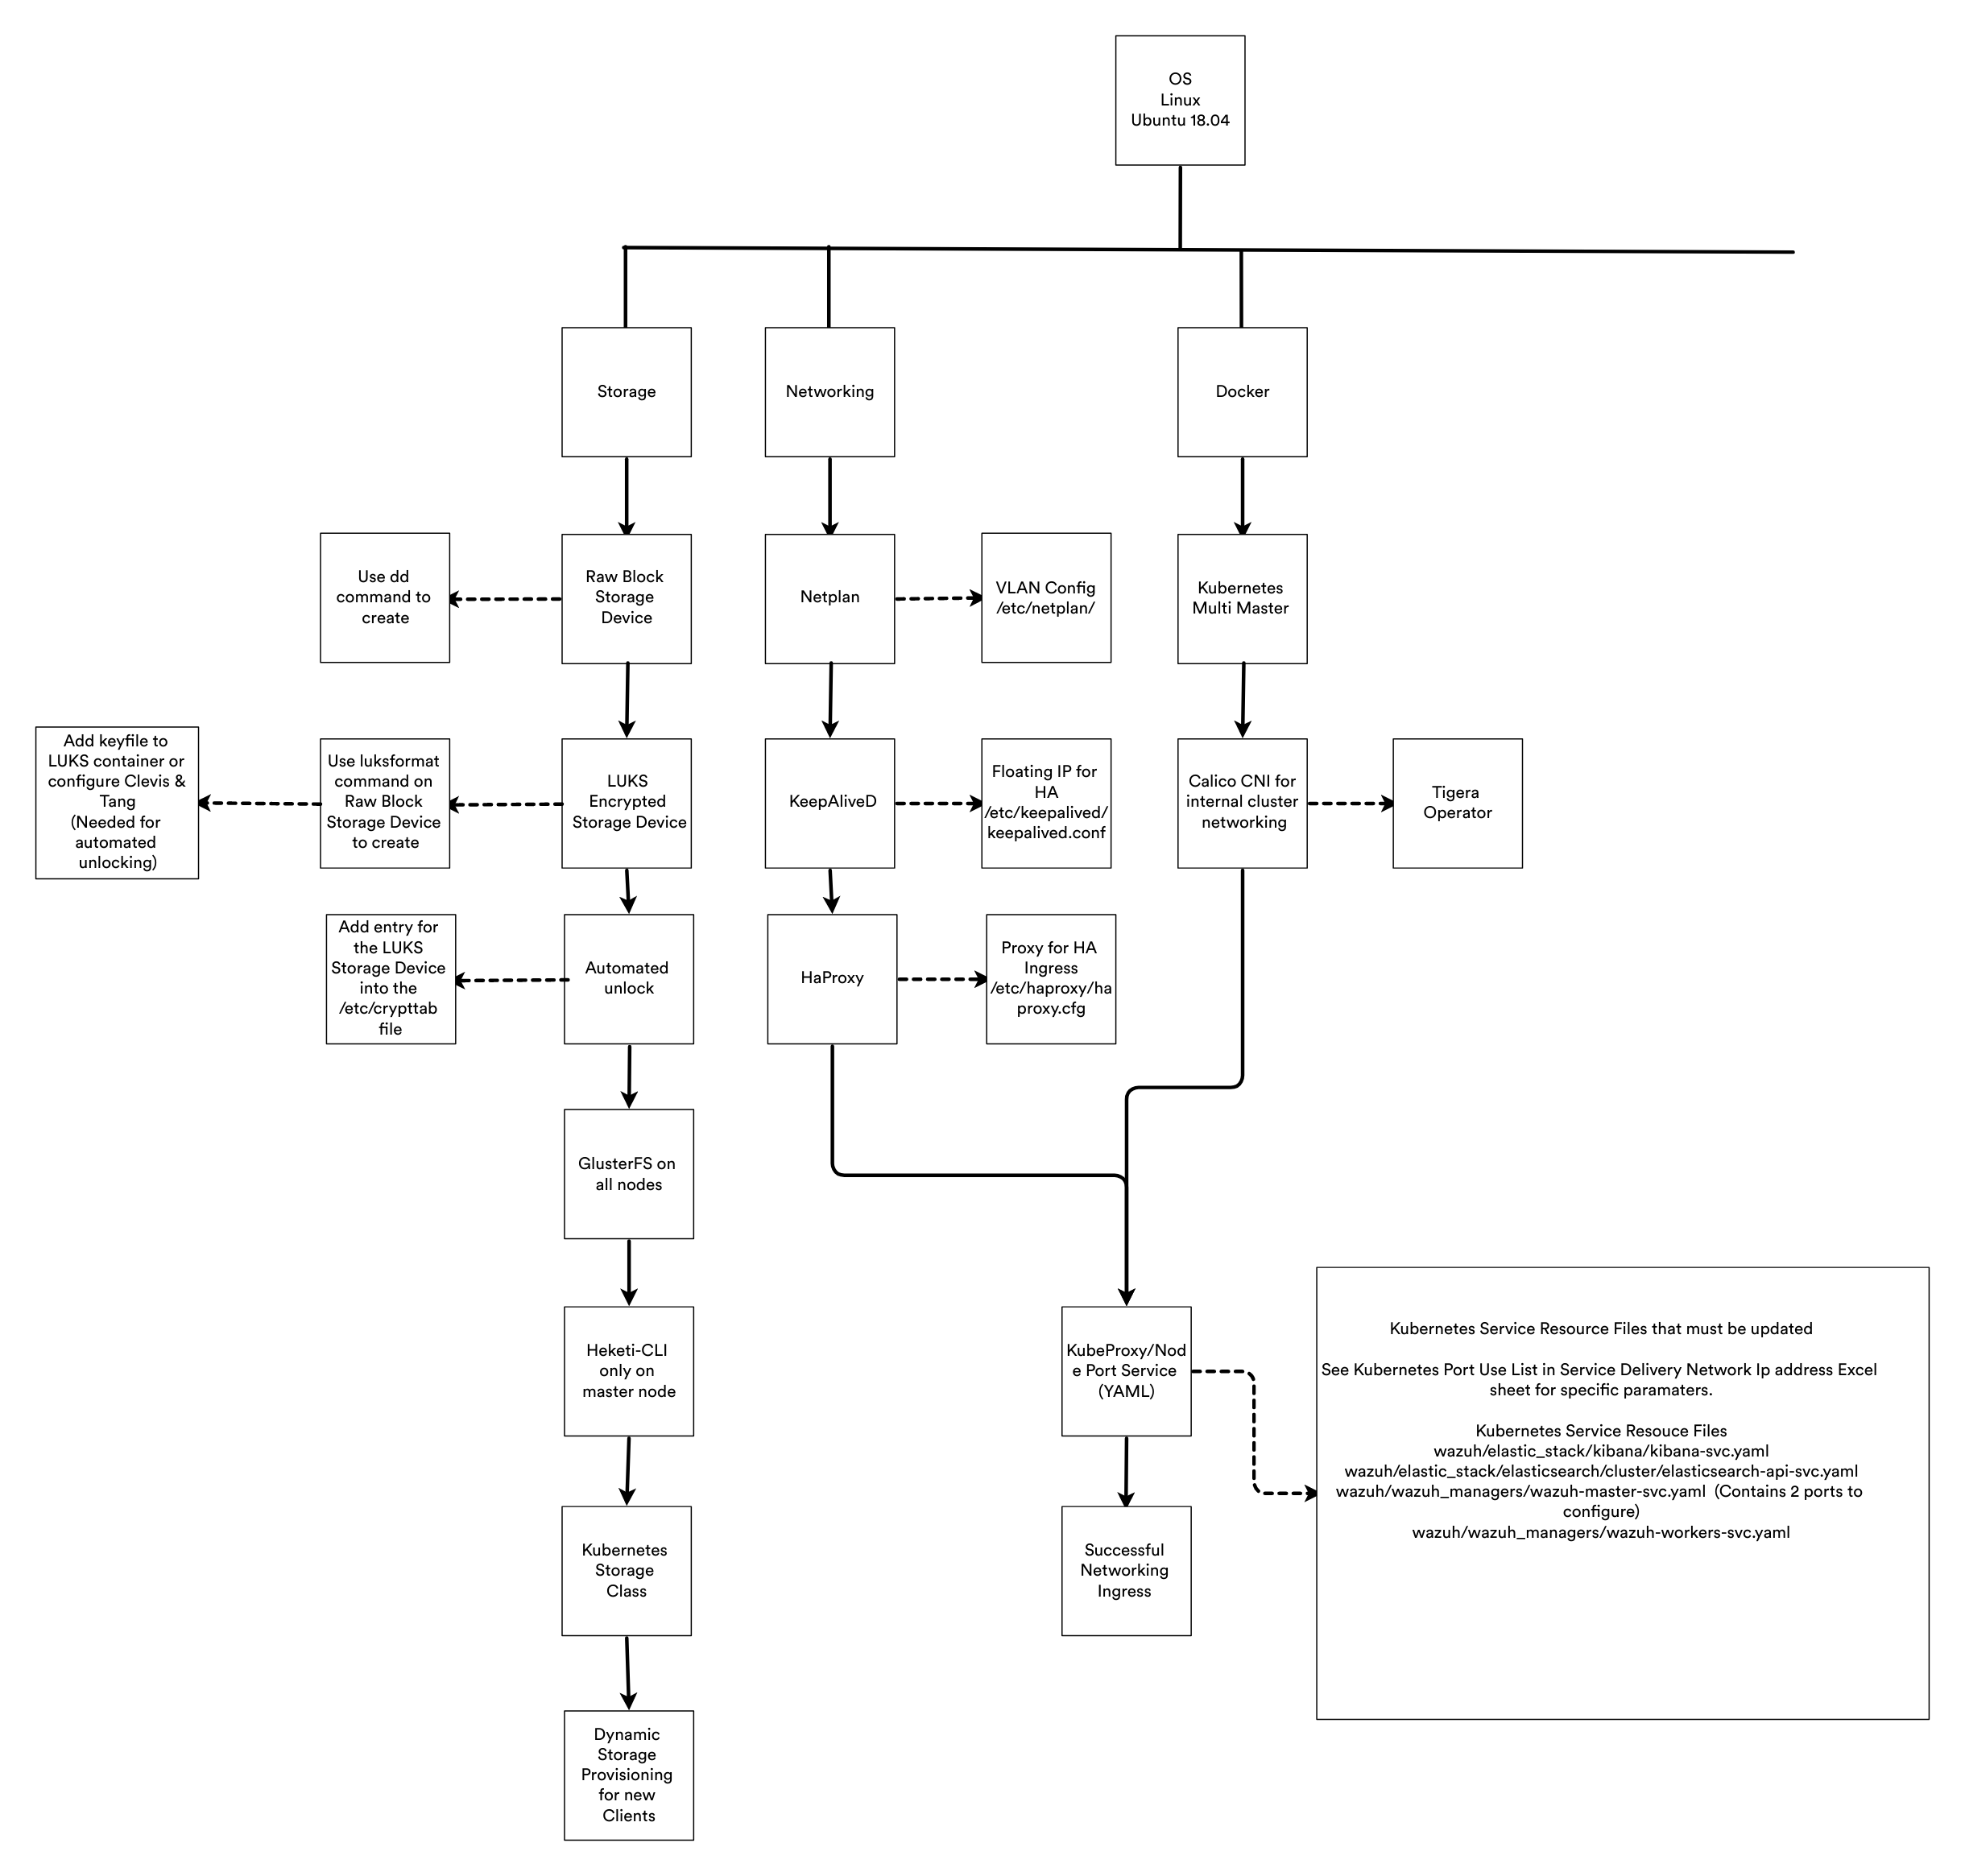 OS
Linux
Ubuntu 18.04
Storage
Networking
Docker
Use dd
command to
create
Raw Block
Storage
Device
Netplan
VLAN Config
/etc/netplan/
Kubernetes
Multi Master
Add keyfile to
LUKS container or
configure Clevis &
Tang
(Needed for
automated
unlocking)
Use luksformat
command on
Raw Block
Storage Device
to create
LUKS
Encrypted
Storage Device
KeepAliveD
Floating IP for
HA
/etc/keepalived/
keepalived.conf
Calico CNI for
internal cluster
networking
Tigera
Operator
Add entry for
the LUKS
Storage Device
into the
/etc/crypttab
file
Automated
unlock
HaProxy
Proxy for HA
Ingress
/etc/haproxy/ha
proxy.cfg
GlusterFS on
all nodes
Heketi-CLI
only on
master node
KubeProxy/Nod
e Port Service
(YAML)
Kubernetes Service Resource Files that must be updated
See Kubernetes Port Use List in Service Delivery Network Ip address Excel
sheet for specific paramaters.
Kubernetes Service Resouce Files
wazuh/elastic_stack/kibana/kibana-svc.yaml
wazuh/elastic_stack/elasticsearch/cluster/elasticsearch-api-svc.yaml
wazuh/wazuh_managers/wazuh-master-svc.yaml (Contains 2 ports to
configure)
wazuh/wazuh_managers/wazuh-workers-svc.yaml
Kubernetes
Storage
Class
Successful
Networking
Ingress
Dynamic
Storage
Provisioning
for new
Clients